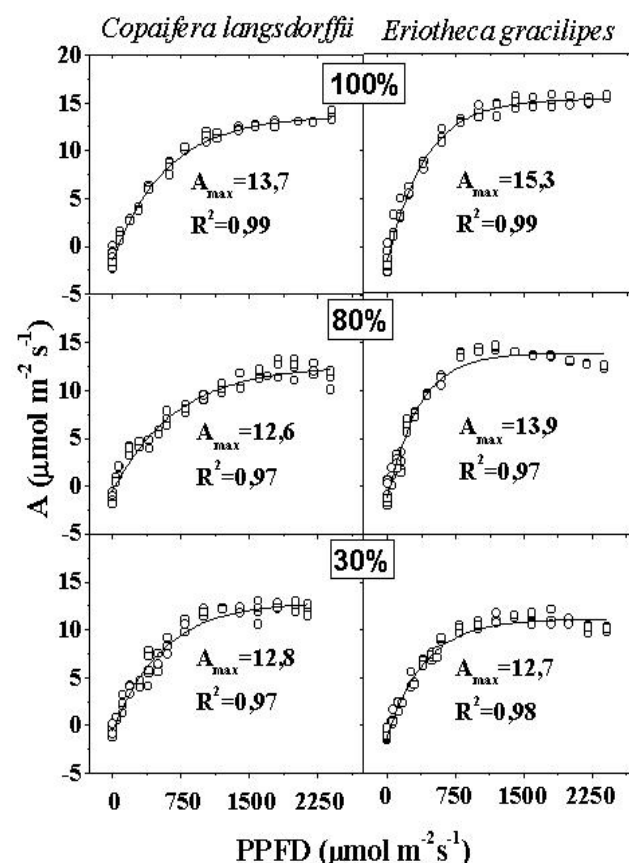 Copaifera langsdorffii Eriotheca gracilipes
100%
20
15
10
5
0
-5
A_max=13,7
R²=0,99
A_max=15,3
R²=0,99
80%
15
10
5
0
-5
A_max=12,6
R²=0,97
A_max=13,9
R²=0,97
30%
15
10
5
0
-5
A_max=12,8
R²=0,97
A_max=12,7
R²=0,98
0 750 1500 2250 0 750 1500 2250
A (µmol m⁻² s⁻¹)
PPFD (µmol m⁻²s⁻¹)